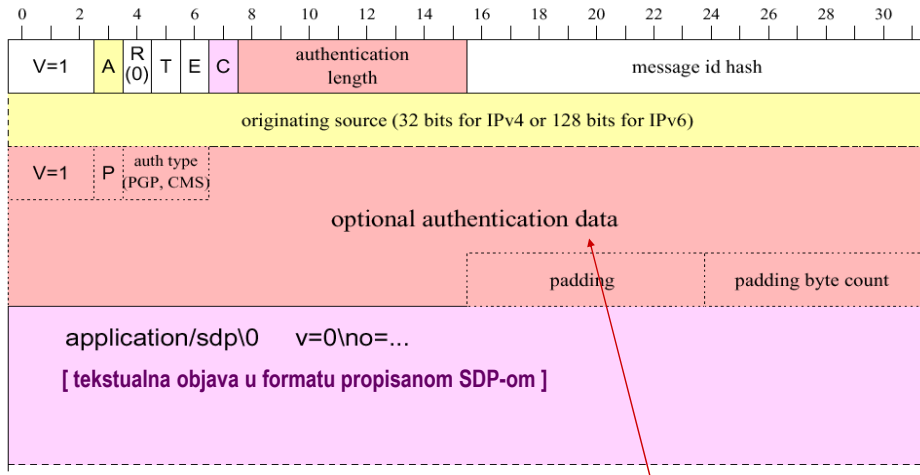 0 2 4 6 8 10 12 14 16 18 20 22 24 26 28 30
V=1 A R (0) T E C authentication length message id hash
originating source (32 bits for IPv4 or 128 bits for IPv6)
V=1 P auth type (PGP, CMS)
optional authentication data
padding padding byte count
application/sdp\0 v=0\no=...
[ tekstualna objava u formatu propisanom SDP-om ]